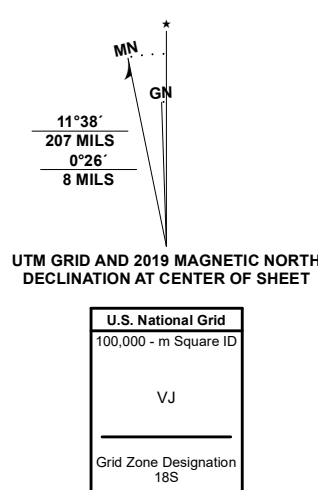 ★
MN
GN
11°38´
207 MILS
0°26´
8 MILS
UTM GRID AND 2019 MAGNETIC NORTH
DECLINATION AT CENTER OF SHEET
U.S. National Grid
100,000 - m Square ID
VJ
Grid Zone Designation
18S